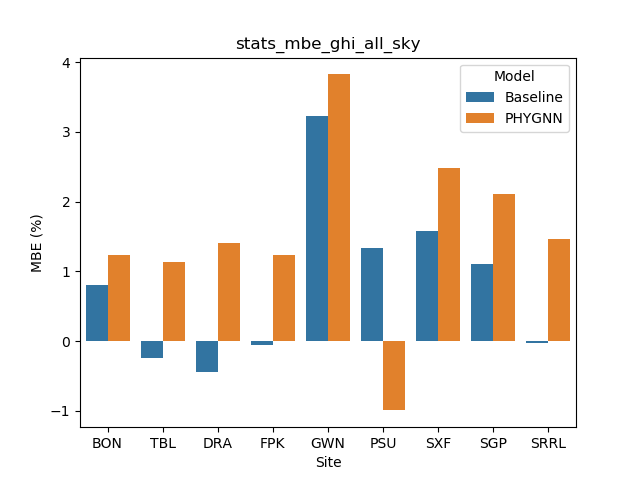 stats_mbe_ghi_all_sky
Model
Baseline
PHYGNN
MBE (%)
4
3
2
1
0
−1
BON TBL DRA FPK GWN PSU SXF SGP SRRL
Site